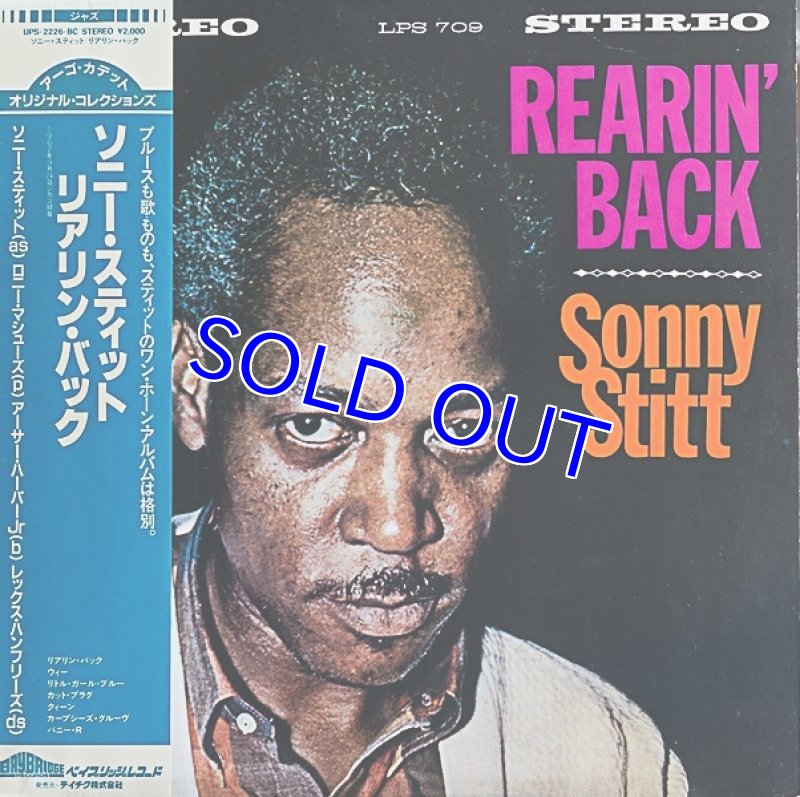 ジャズ
UPS-2226-BC STEREO ¥2,000
ソニー・スティット リアリン・バック
アーゴ・カデット
オリジナル・コレクションズ
ブルースも歌ものも、スティットのワン・ホーン・アルバムは格別。
ソニー・スティット
リアリン・バック
ソニー・スティット(as) ロニー・マシューズ(p) アーサー・ハーパーJr(b) レックス・ハンフリーズ(ds)
リアリン・バック
ウィー
リトル・ガール・ブルー
カット・プラグ
クィーン
カープシーズ・グルーヴ
バニー・R
BAYBRIDGE ベイブリッジ・レコード
発売元・テイチク株式会社
REO LPS 709 STEREO
REARIN'
BACK
Sonny
Stitt
SOLD OUT